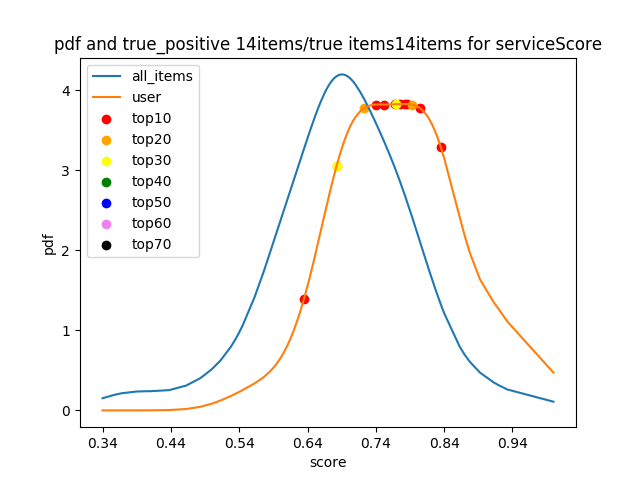 pdf and true_positive 14items/true items14items for serviceScore
all_items
user
top10
top20
top30
top40
top50
top60
top70
pdf
4
3
2
1
0
0.34 0.44 0.54 0.64 0.74 0.84 0.94
score